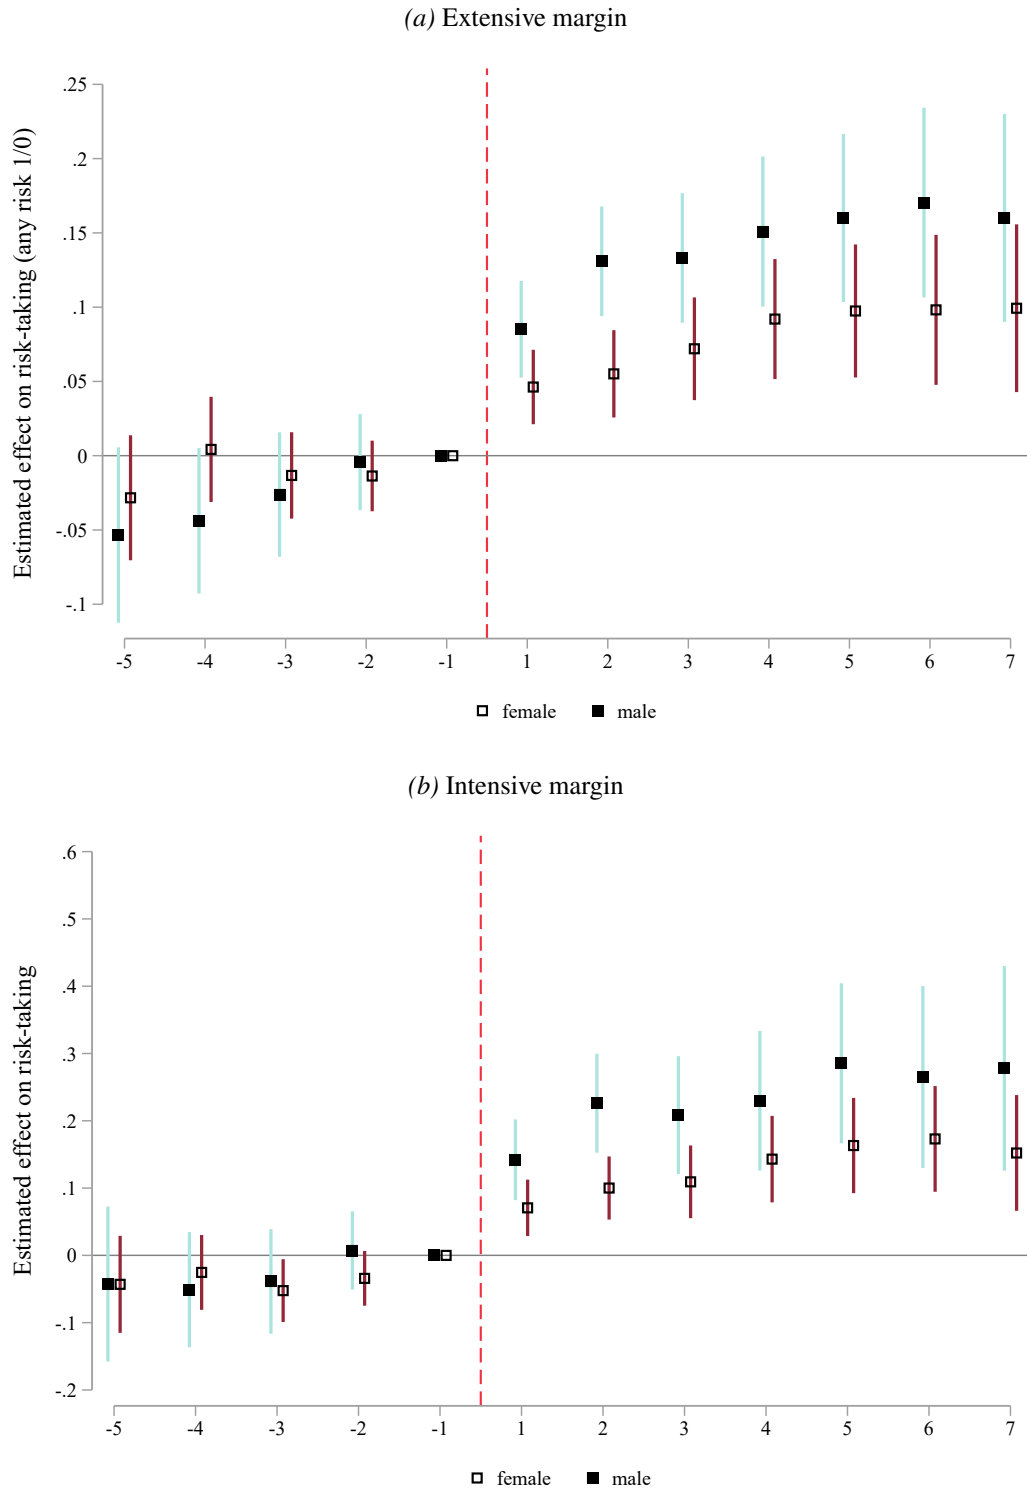 (a) Extensive margin
Estimated effect on risk-taking (any risk 1/0)
.25
.2
.15
.1
.05
0
-.05
-.1
-5 -4 -3 -2 -1 1 2 3 4 5 6 7
female male
(b) Intensive margin
Estimated effect on risk-taking
.6
.5
.4
.3
.2
.1
0
-.1
-.2
-5 -4 -3 -2 -1 1 2 3 4 5 6 7
female male